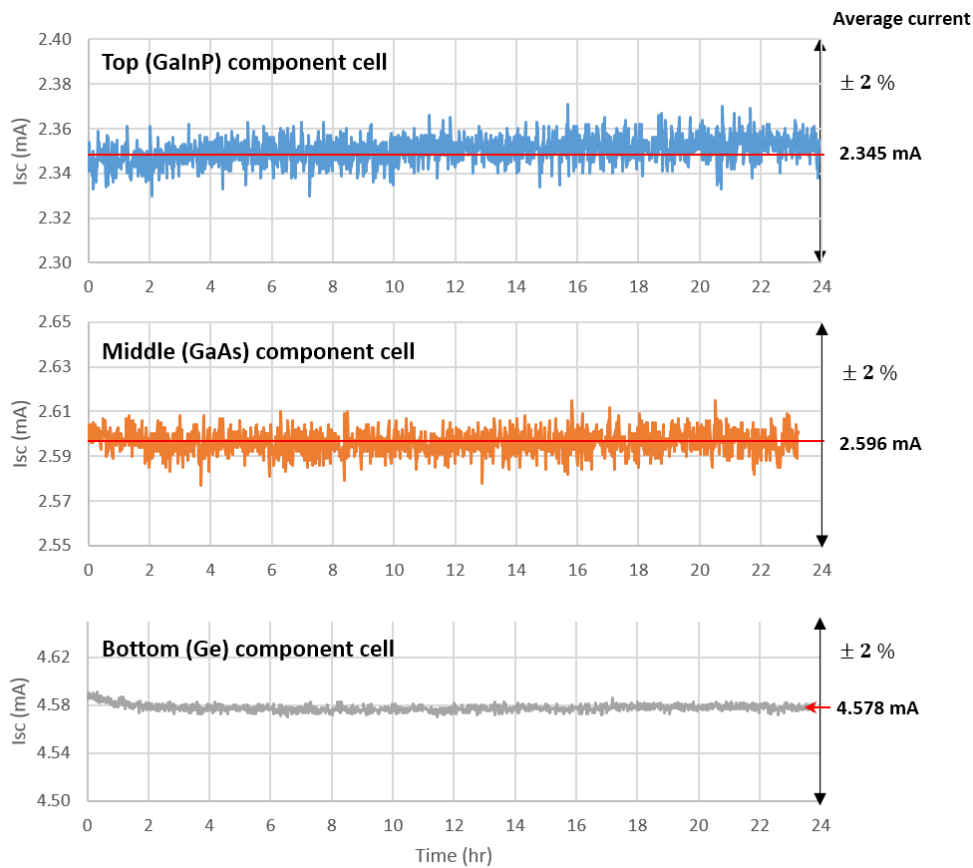 Average current
2.40
Top (GaInP) component cell
2.38
± 2 %
2.36
Isc (mA)
2.345 mA
2.34
2.32
2.30
0 2 4 6 8 10 12 14 16 18 20 22 24
2.65
Middle (GaAs) component cell
2.63
± 2 %
2.61
Isc (mA)
2.596 mA
2.59
2.57
2.55
0 2 4 6 8 10 12 14 16 18 20 22 24
Bottom (Ge) component cell
± 2 %
4.62
Isc (mA)
4.58
4.578 mA
4.54
4.50
0 2 4 6 8 10 12 14 16 18 20 22 24
Time (hr)